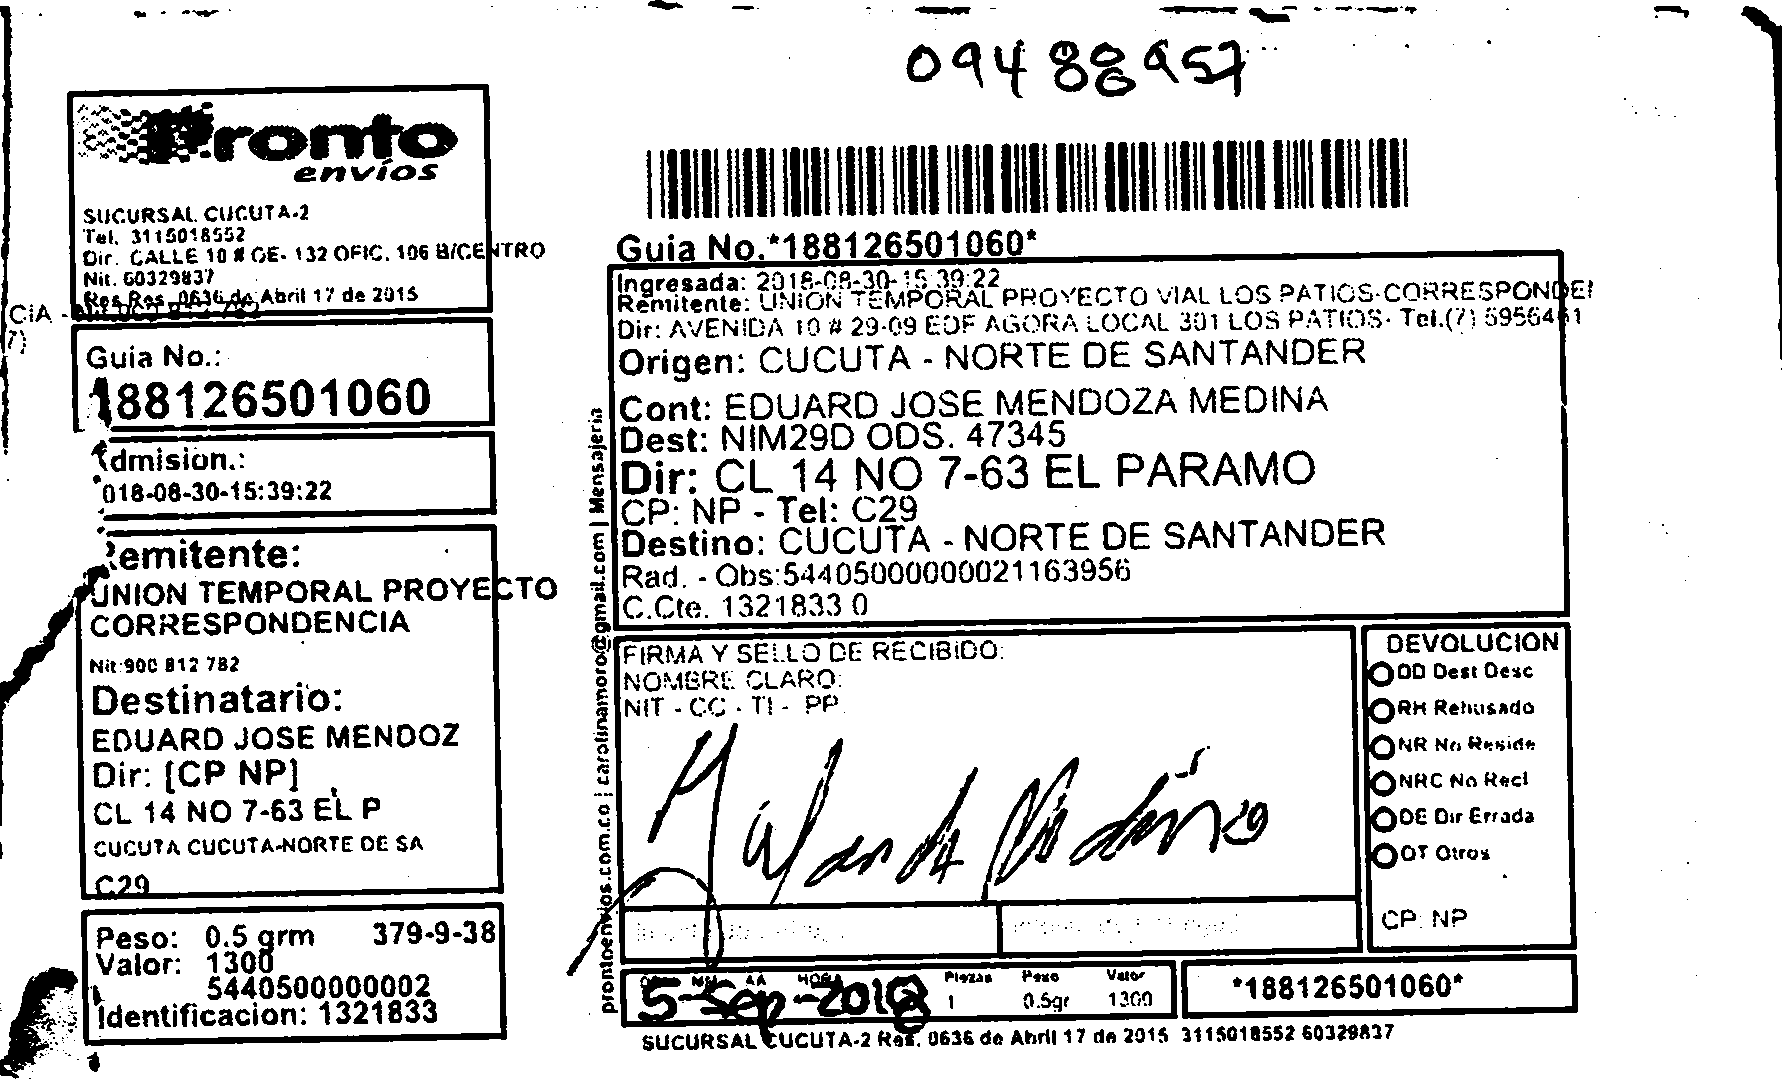 09488957
Pronto
envíos
SUCURSAL CUCUTA-2
Tel. 3115018552
Dir. CALLE 10 # OE- 132 OFIC. 106 B/CENTRO
Nit. 60329837
Res Res. 0636 de Abril 17 de 2015
CIA -
7)
Guia No.:
188126501060
Admision.:
018-08-30-15:39:22
Remitente:
UNION TEMPORAL PROYECTO
CORRESPONDENCIA
Nit:900 812 782
Destinatario:
EDUARD JOSE MENDOZ
Dir: [CP NP]
CL 14 NO 7-63 EL P
CUCUTA CUCUTA-NORTE DE SA
C29
Peso: 0.5 grm 379-9-38
Valor: 1300
5440500000002
Identificacion: 1321833
prontoenvios.com.co | carolinamoro@gmail.com | Mensajeria
Guia No.*188126501060*
Ingresada: 2018-08-30-15:39:22
Remitente: UNION TEMPORAL PROYECTO VIAL LOS PATIOS-CORRESPONDE
Dir: AVENIDA 10 # 29-09 EDF AGORA LOCAL 301 LOS PATIOS- Tel.(7) 5956461
Origen: CUCUTA - NORTE DE SANTANDER
Cont: EDUARD JOSE MENDOZA MEDINA
Dest: NIM29D ODS. 47345
Dir: CL 14 NO 7-63 EL PARAMO
CP: NP - Tel: C29
Destino: CUCUTA - NORTE DE SANTANDER
Rad. - Obs:54405000000021163956
C.Cte. 1321833 0
FIRMA Y SELLO DE RECIBIDO:
NOMBRE CLARO:
NIT - CC - TI - PP
DEVOLUCION
DD Dest Desc
RH Rehusado
NR No Reside
NRC No Recl
DE Dir Errada
OT Otros
CP: NP
MM AA HORA Piezas Peso Valor
5-Sep-2018 1 0.5gr 1300
*188126501060*
SUCURSAL CUCUTA-2 Res. 0636 de Abril 17 de 2015 3115018552 60329837